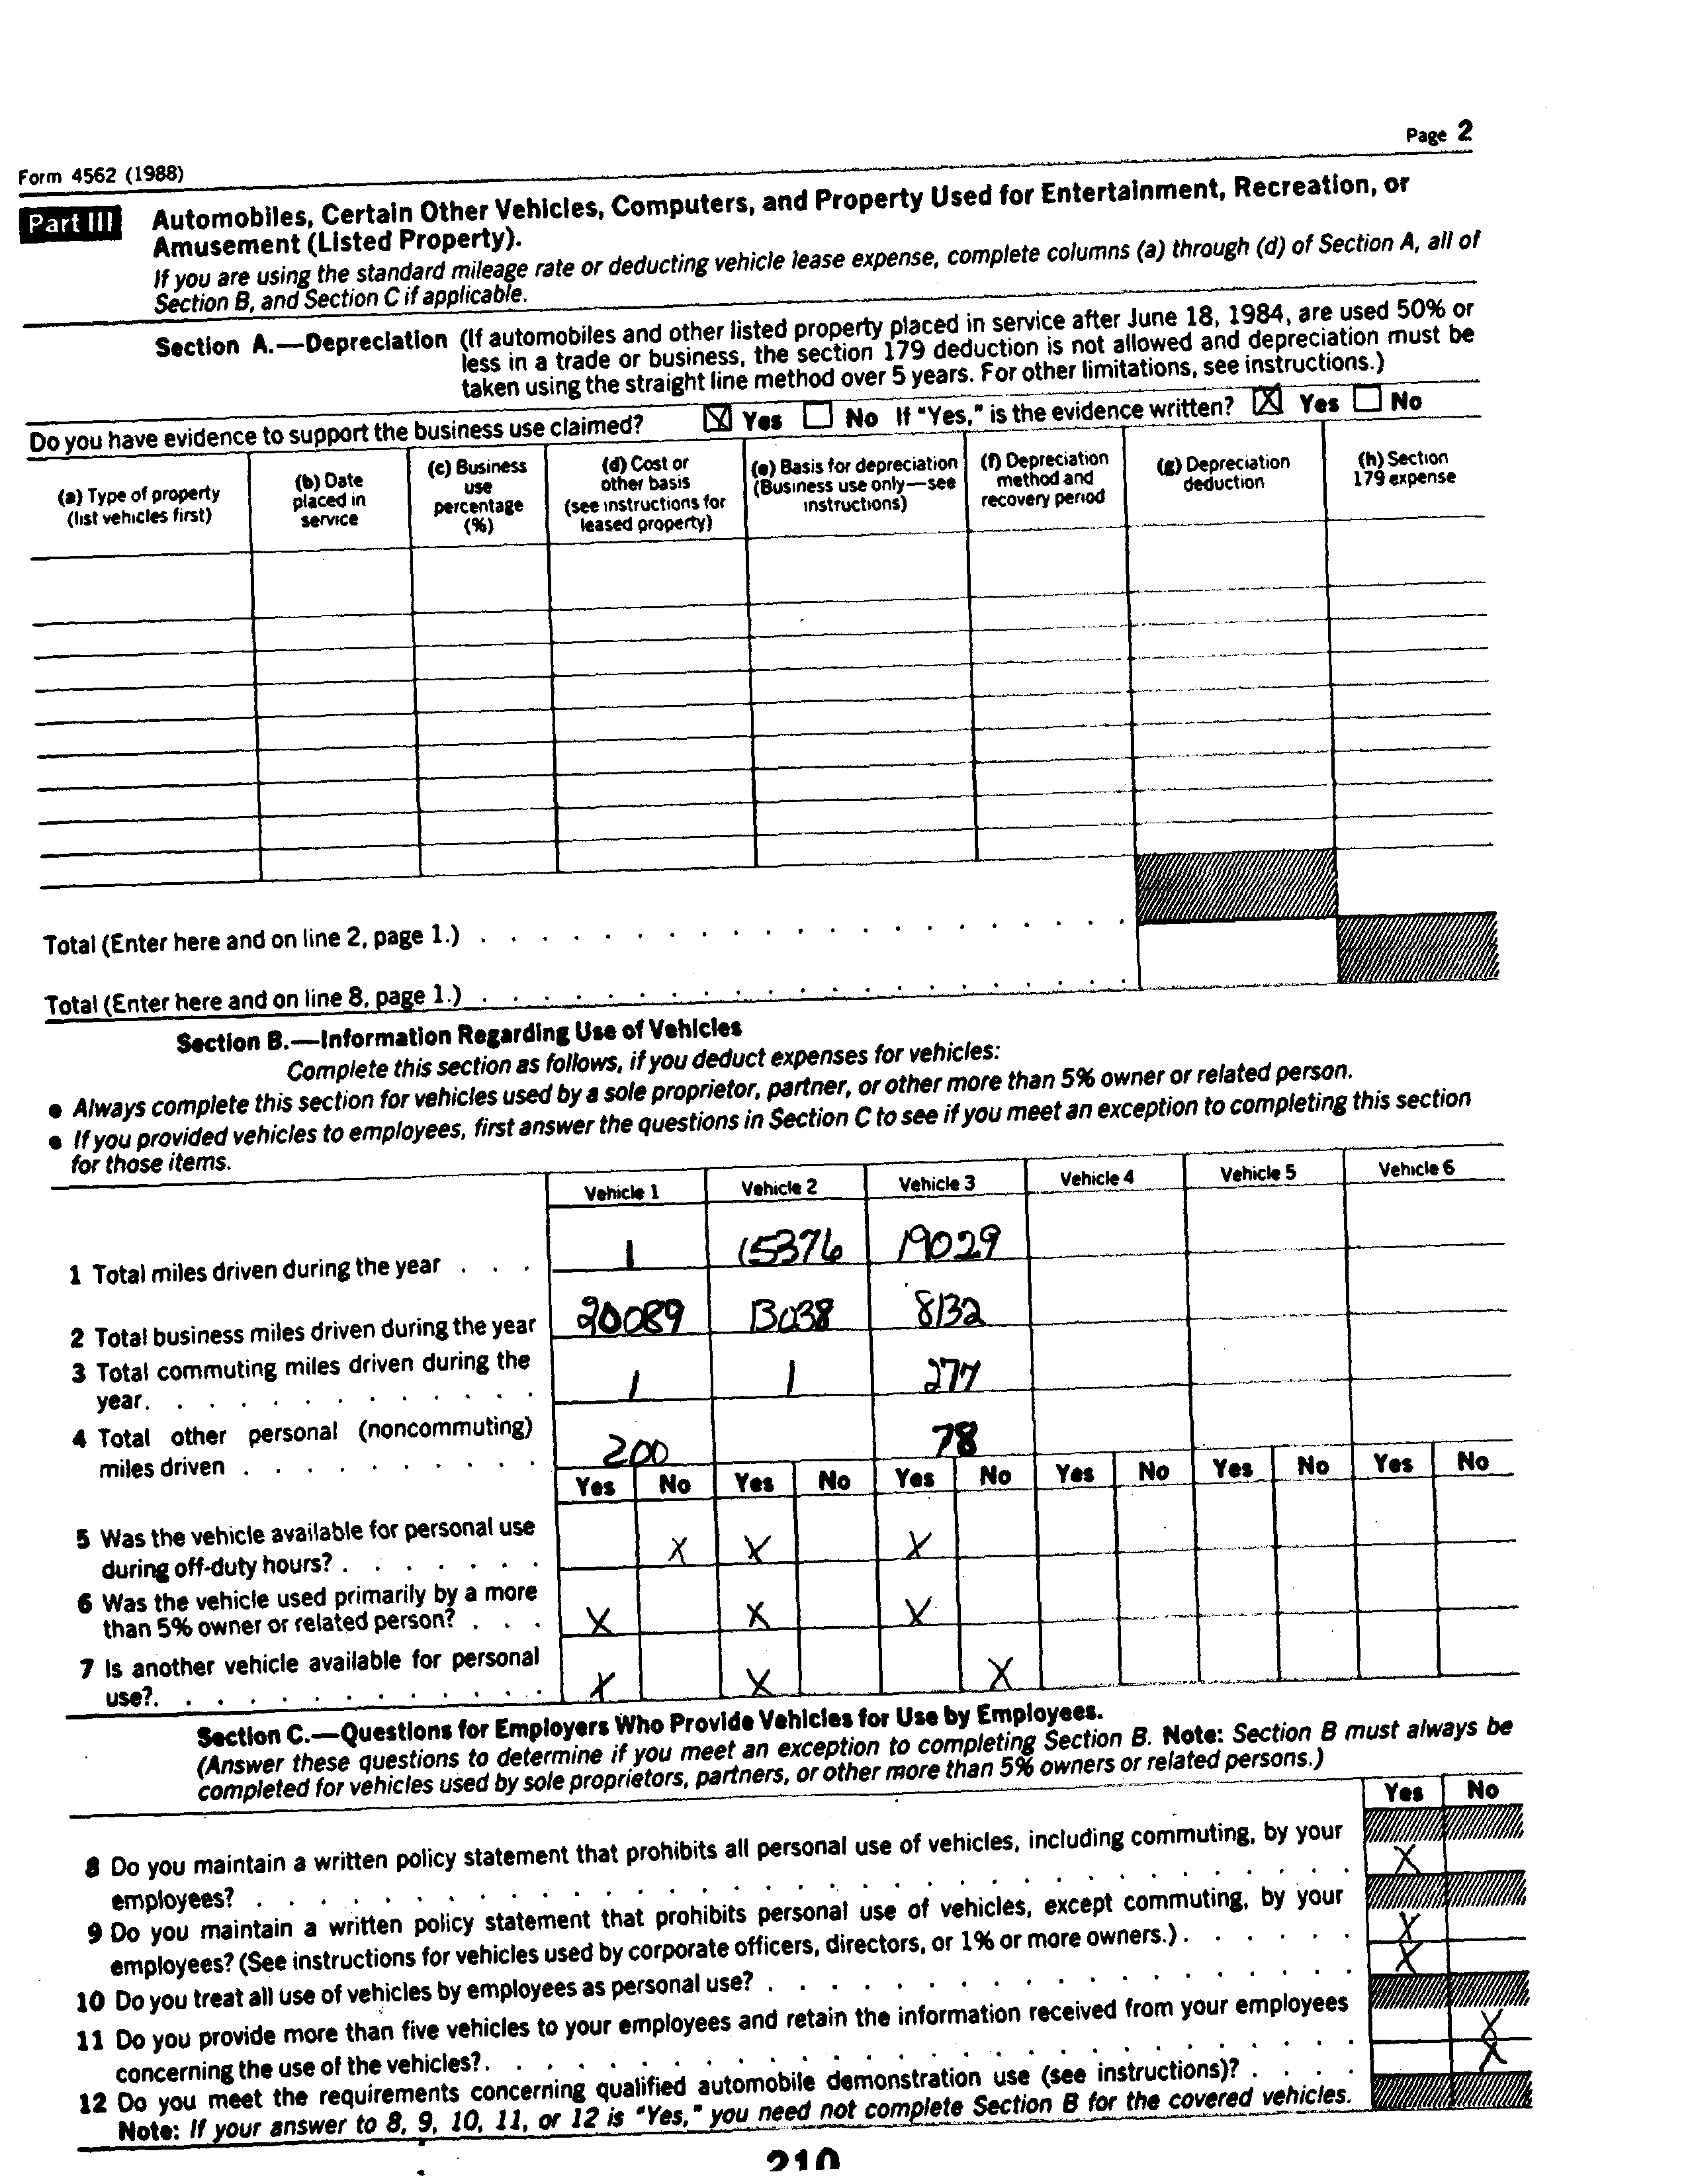 Form 4562 (1988)
Page 2
Part III
Automobiles, Certain Other Vehicles, Computers, and Property Used for Entertainment, Recreation, or
Amusement (Listed Property).
If you are using the standard mileage rate or deducting vehicle lease expense, complete columns (a) through (d) of Section A, all of
Section B, and Section C if applicable.
Section A.—Depreciation (If automobiles and other listed property placed in service after June 18, 1984, are used 50% or
less in a trade or business, the section 179 deduction is not allowed and depreciation must be
taken using the straight line method over 5 years. For other limitations, see instructions.)
Do you have evidence to support the business use claimed? X Yes No If "Yes," is the evidence written? X Yes No
(a) Type of property
(list vehicles first)
(b) Date
placed in
service
(c) Business
use
percentage
(%)
(d) Cost or
other basis
(see instructions for
leased property)
(e) Basis for depreciation
(Business use only—see
instructions)
(f) Depreciation
method and
recovery period
(g) Depreciation
deduction
(h) Section
179 expense
Total (Enter here and on line 2, page 1.) . . . . . . . . . . . . . . . . . . . . .
Total (Enter here and on line 8, page 1.) . . . . . . . . . . . . . . . . . . . . .
Section B.—Information Regarding Use of Vehicles
Complete this section as follows, if you deduct expenses for vehicles:
● Always complete this section for vehicles used by a sole proprietor, partner, or other more than 5% owner or related person.
● If you provided vehicles to employees, first answer the questions in Section C to see if you meet an exception to completing this section
for those items.
Vehicle 1 Vehicle 2 Vehicle 3 Vehicle 4 Vehicle 5 Vehicle 6
1 Total miles driven during the year . . . 1 15376 19029
2 Total business miles driven during the year 20089 8132
3 Total commuting miles driven during the
year. . . . . . . . . . . . . 1 1 277
4 Total other personal (noncommuting)
miles driven . . . . . . . . . . 200 78
Yes No Yes No Yes No Yes No Yes No Yes No
5 Was the vehicle available for personal use
during off-duty hours? . . . . . . . X X X
6 Was the vehicle used primarily by a more
than 5% owner or related person? . . . X X X
7 Is another vehicle available for personal
use?. . . . . . . . . . . . . X X X
Section C.—Questions for Employers Who Provide Vehicles for Use by Employees.
(Answer these questions to determine if you meet an exception to completing Section B. Note: Section B must always be
completed for vehicles used by sole proprietors, partners, or other more than 5% owners or related persons.)
Yes No
8 Do you maintain a written policy statement that prohibits all personal use of vehicles, including commuting, by your
employees? . . . . . . . . . . . . . . . . . . . . . . . . . . . . X
9 Do you maintain a written policy statement that prohibits personal use of vehicles, except commuting, by your
employees? (See instructions for vehicles used by corporate officers, directors, or 1% or more owners.) . . . . . . X
10 Do you treat all use of vehicles by employees as personal use? . . . . . . . . . . . . . . . . . . X
11 Do you provide more than five vehicles to your employees and retain the information received from your employees
concerning the use of the vehicles?. . . . . . . . . . . . . . . . . . . . . . . . . . . X
12 Do you meet the requirements concerning qualified automobile demonstration use (see instructions)? . . . . X
Note: If your answer to 8, 9, 10, 11, or 12 is "Yes," you need not complete Section B for the covered vehicles.
210